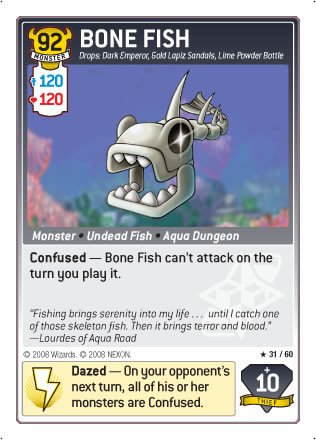 92
MONSTER
BONE FISH
Drops: Dark Emperor, Gold Lapiz Sandals, Lime Powder Bottle
120
120
Monster • Undead Fish • Aqua Dungeon
Confused — Bone Fish can't attack on the
turn you play it.
"Fishing brings serenity into my life . . . until I catch one
of those skeleton fish. Then it brings terror and blood."
—Lourdes of Aqua Road
© 2008 Wizards. © 2008 NEXON.
★ 31 / 60
Dazed — On your opponent's
next turn, all of his or her
monsters are Confused.
+
10
THIEF